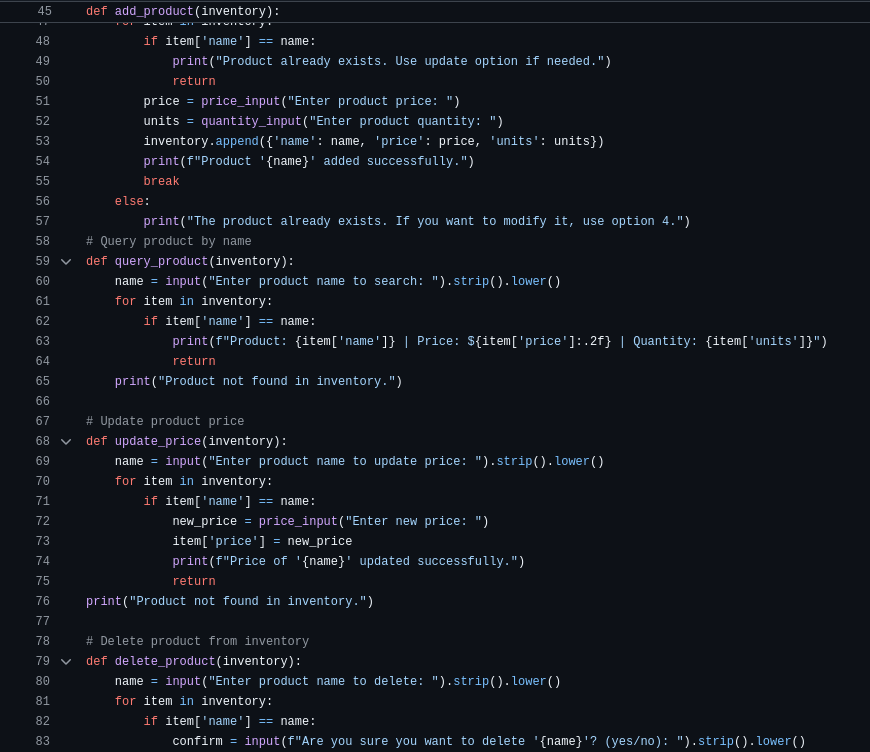 45 def add_product(inventory):
47 for item in inventory:
48 if item['name'] == name:
49 print("Product already exists. Use update option if needed.")
50 return
51 price = price_input("Enter product price: ")
52 units = quantity_input("Enter product quantity: ")
53 inventory.append({'name': name, 'price': price, 'units': units})
54 print(f"Product '{name}' added successfully.")
55 break
56 else:
57 print("The product already exists. If you want to modify it, use option 4.")
58 # Query product by name
59 def query_product(inventory):
60 name = input("Enter product name to search: ").strip().lower()
61 for item in inventory:
62 if item['name'] == name:
63 print(f"Product: {item['name']} | Price: ${item['price']:.2f} | Quantity: {item['units']}")
64 return
65 print("Product not found in inventory.")
66
67 # Update product price
68 def update_price(inventory):
69 name = input("Enter product name to update price: ").strip().lower()
70 for item in inventory:
71 if item['name'] == name:
72 new_price = price_input("Enter new price: ")
73 item['price'] = new_price
74 print(f"Price of '{name}' updated successfully.")
75 return
76 print("Product not found in inventory.")
77
78 # Delete product from inventory
79 def delete_product(inventory):
80 name = input("Enter product name to delete: ").strip().lower()
81 for item in inventory:
82 if item['name'] == name:
83 confirm = input(f"Are you sure you want to delete '{name}'? (yes/no): ").strip().lower()